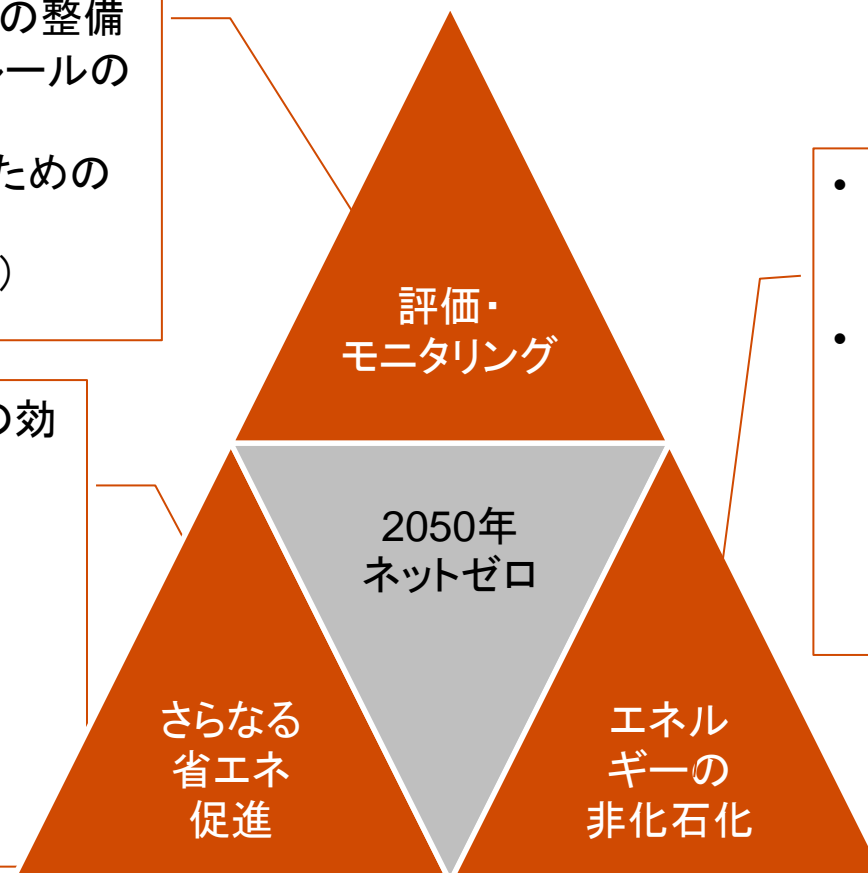 の整備
ールの
ための
)
の効
評価・
モニタリング
•
•
2050年
ネットゼロ
さらなる
省エネ
促進
エネル
ギーの
非化石化